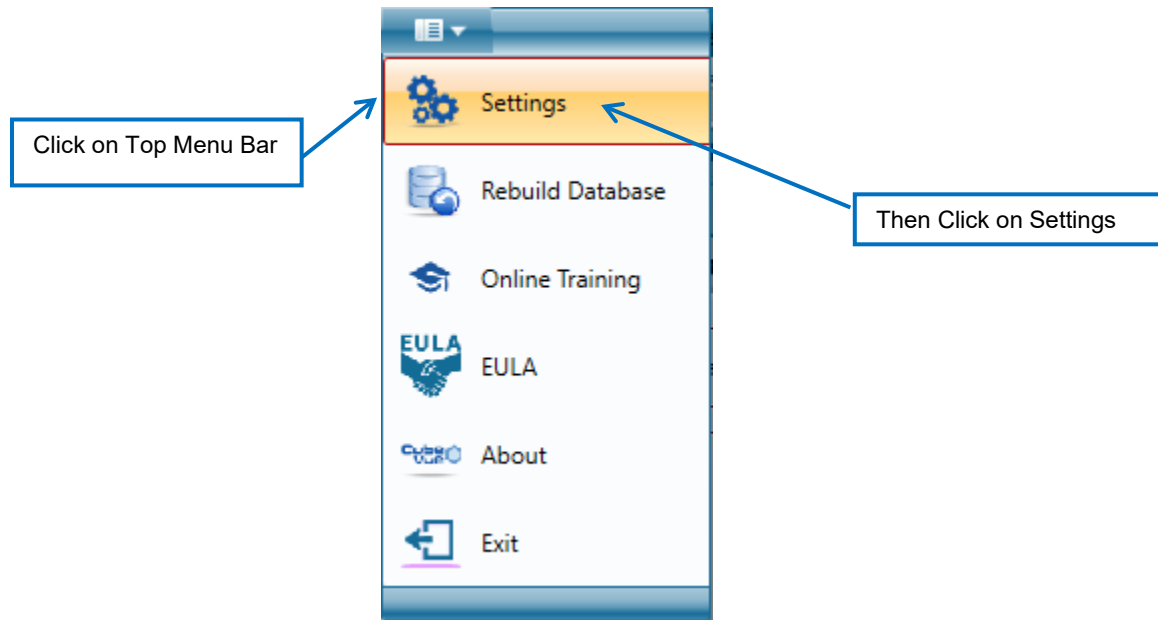 Settings
Click on Top Menu Bar
Rebuild Database
Then Click on Settings
Online Training
EULA
EULA
About
Exit